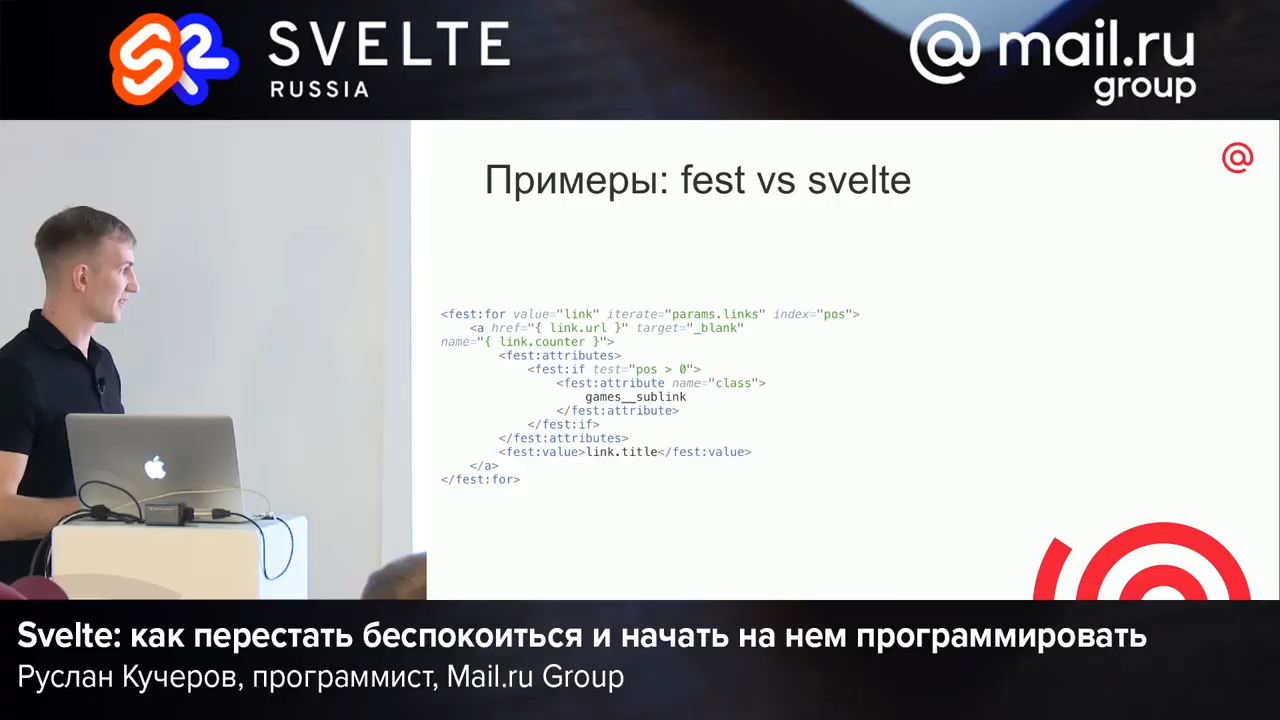 SVELTE
RUSSIA
@mail.ru
group
@
Примеры: fest vs svelte
<fest:for value="link" iterate="params.links" index="pos">
    <a href="{ link.url }" target="_blank"
name="{ link.counter }">
        <fest:attributes>
            <fest:if test="pos > 0">
                <fest:attribute name="class">
                    games__sublink
                </fest:attribute>
            </fest:if>
        </fest:attributes>
        <fest:value>link.title</fest:value>
    </a>
</fest:for>
Svelte: как перестать беспокоиться и начать на нем программировать
Руслан Кучеров, программист, Mail.ru Group